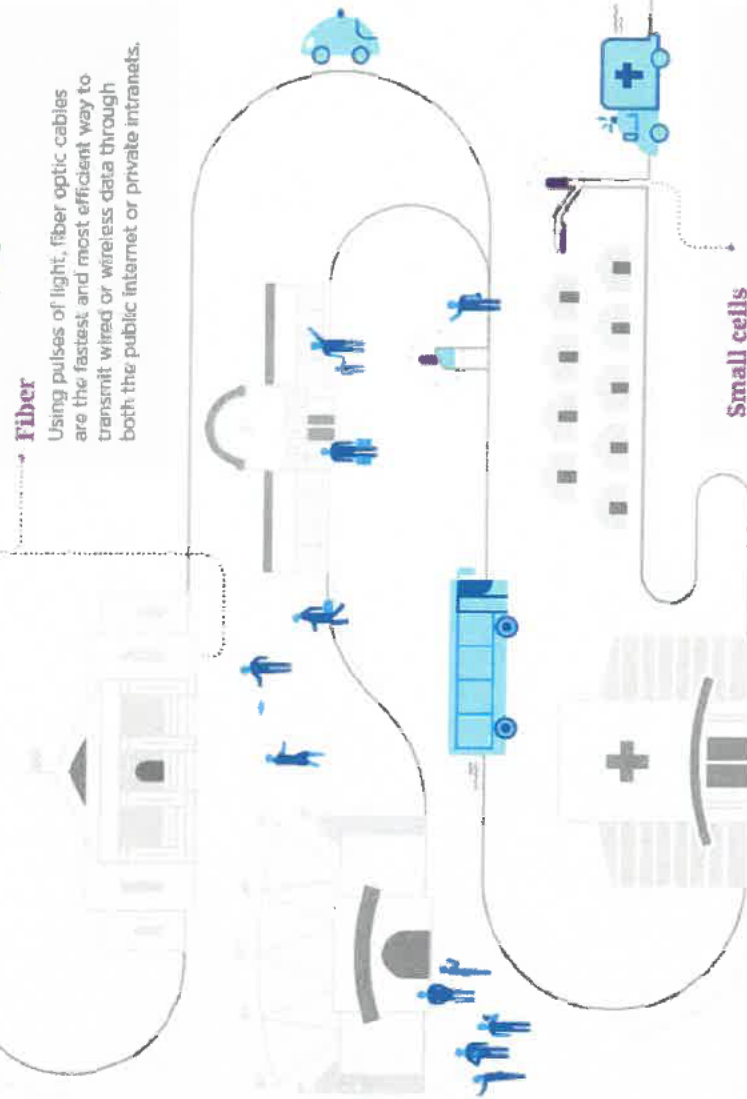 Fiber
Using pulses of light, fiber optic cables
are the fastest and most efficient way to
transmit wired or wireless data through
both the public internet or private intranets.
Small cells